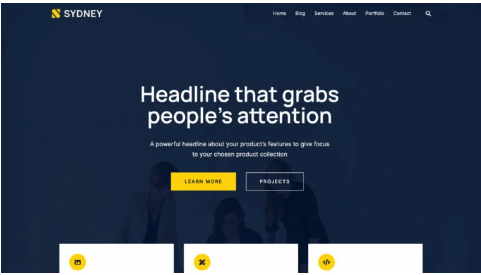 SYDNEY
Home Blog Services About Portfolio Contact
Headline that grabs
people's attention
A powerful headline about your product's features to give focus
to your chosen product collection
LEARN MORE PROJECTS